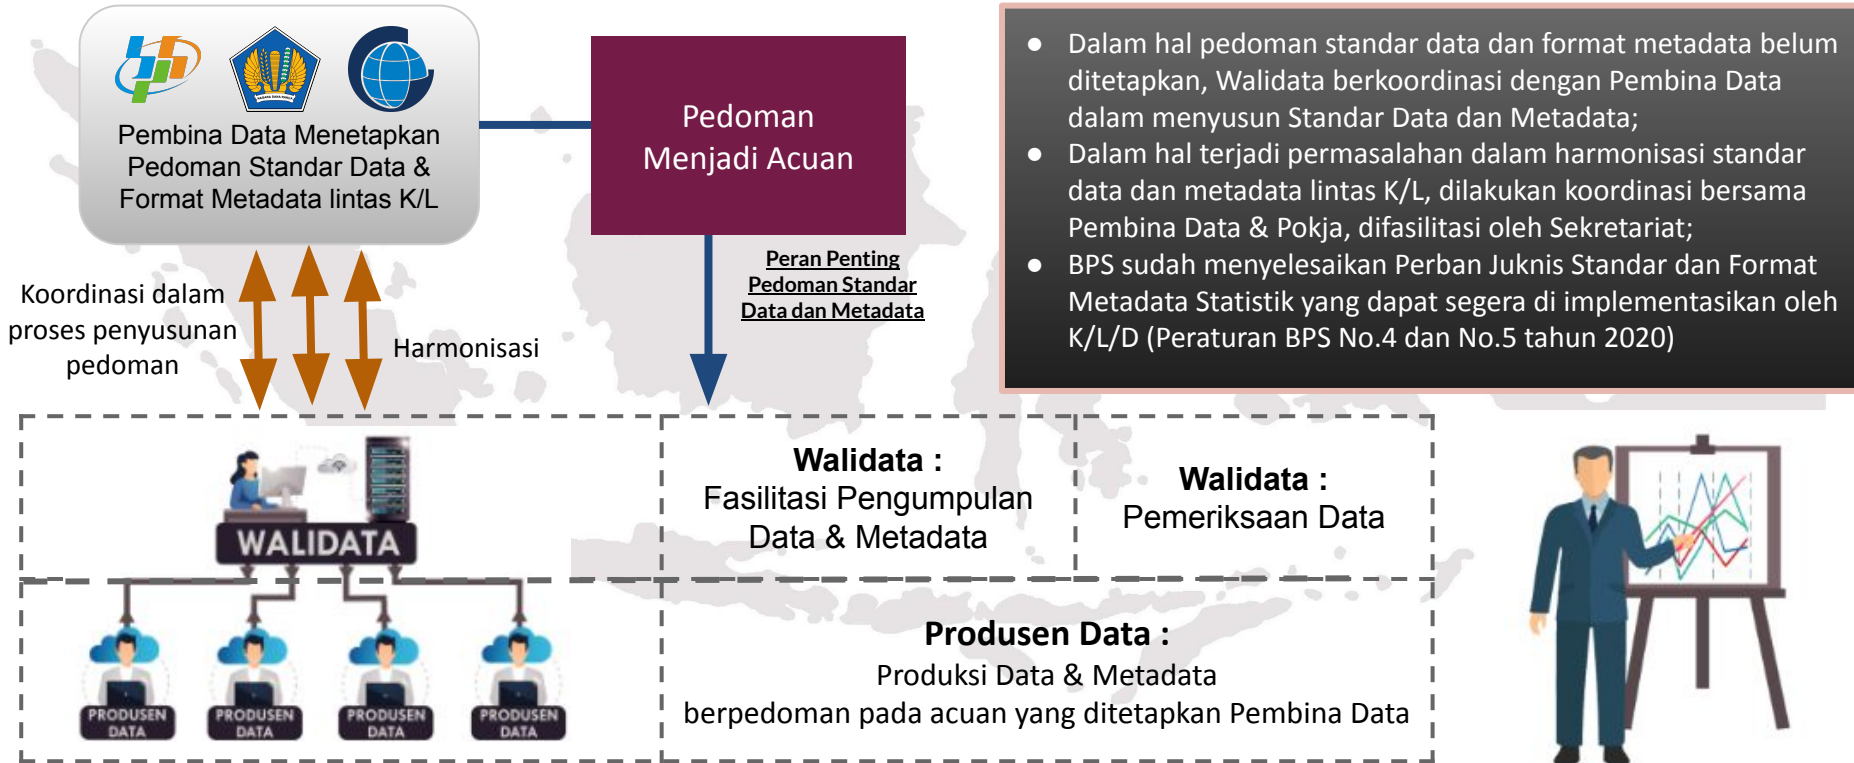 Pembina Data Menetapkan
Pedoman Standar Data &
Format Metadata lintas K/L
Pedoman
Menjadi Acuan
● Dalam hal pedoman standar data dan format metadata belum
ditetapkan, Walidata berkoordinasi dengan Pembina Data
dalam menyusun Standar Data dan Metadata;
● Dalam hal terjadi permasalahan dalam harmonisasi standar
data dan metadata lintas K/L, dilakukan koordinasi bersama
Pembina Data & Pokja, difasilitasi oleh Sekretariat;
● BPS sudah menyelesaikan Perban Juknis Standar dan Format
Metadata Statistik yang dapat segera di implementasikan oleh
K/L/D (Peraturan BPS No.4 dan No.5 tahun 2020)
Peran Penting
Pedoman Standar
Data dan Metadata
Koordinasi dalam
proses penyusunan
pedoman
Harmonisasi
WALIDATA
PRODUSEN
DATA
PRODUSEN
DATA
PRODUSEN
DATA
PRODUSEN
DATA
Walidata :
Fasilitasi Pengumpulan
Data & Metadata
Walidata :
Pemeriksaan Data
Produsen Data :
Produksi Data & Metadata
berpedoman pada acuan yang ditetapkan Pembina Data